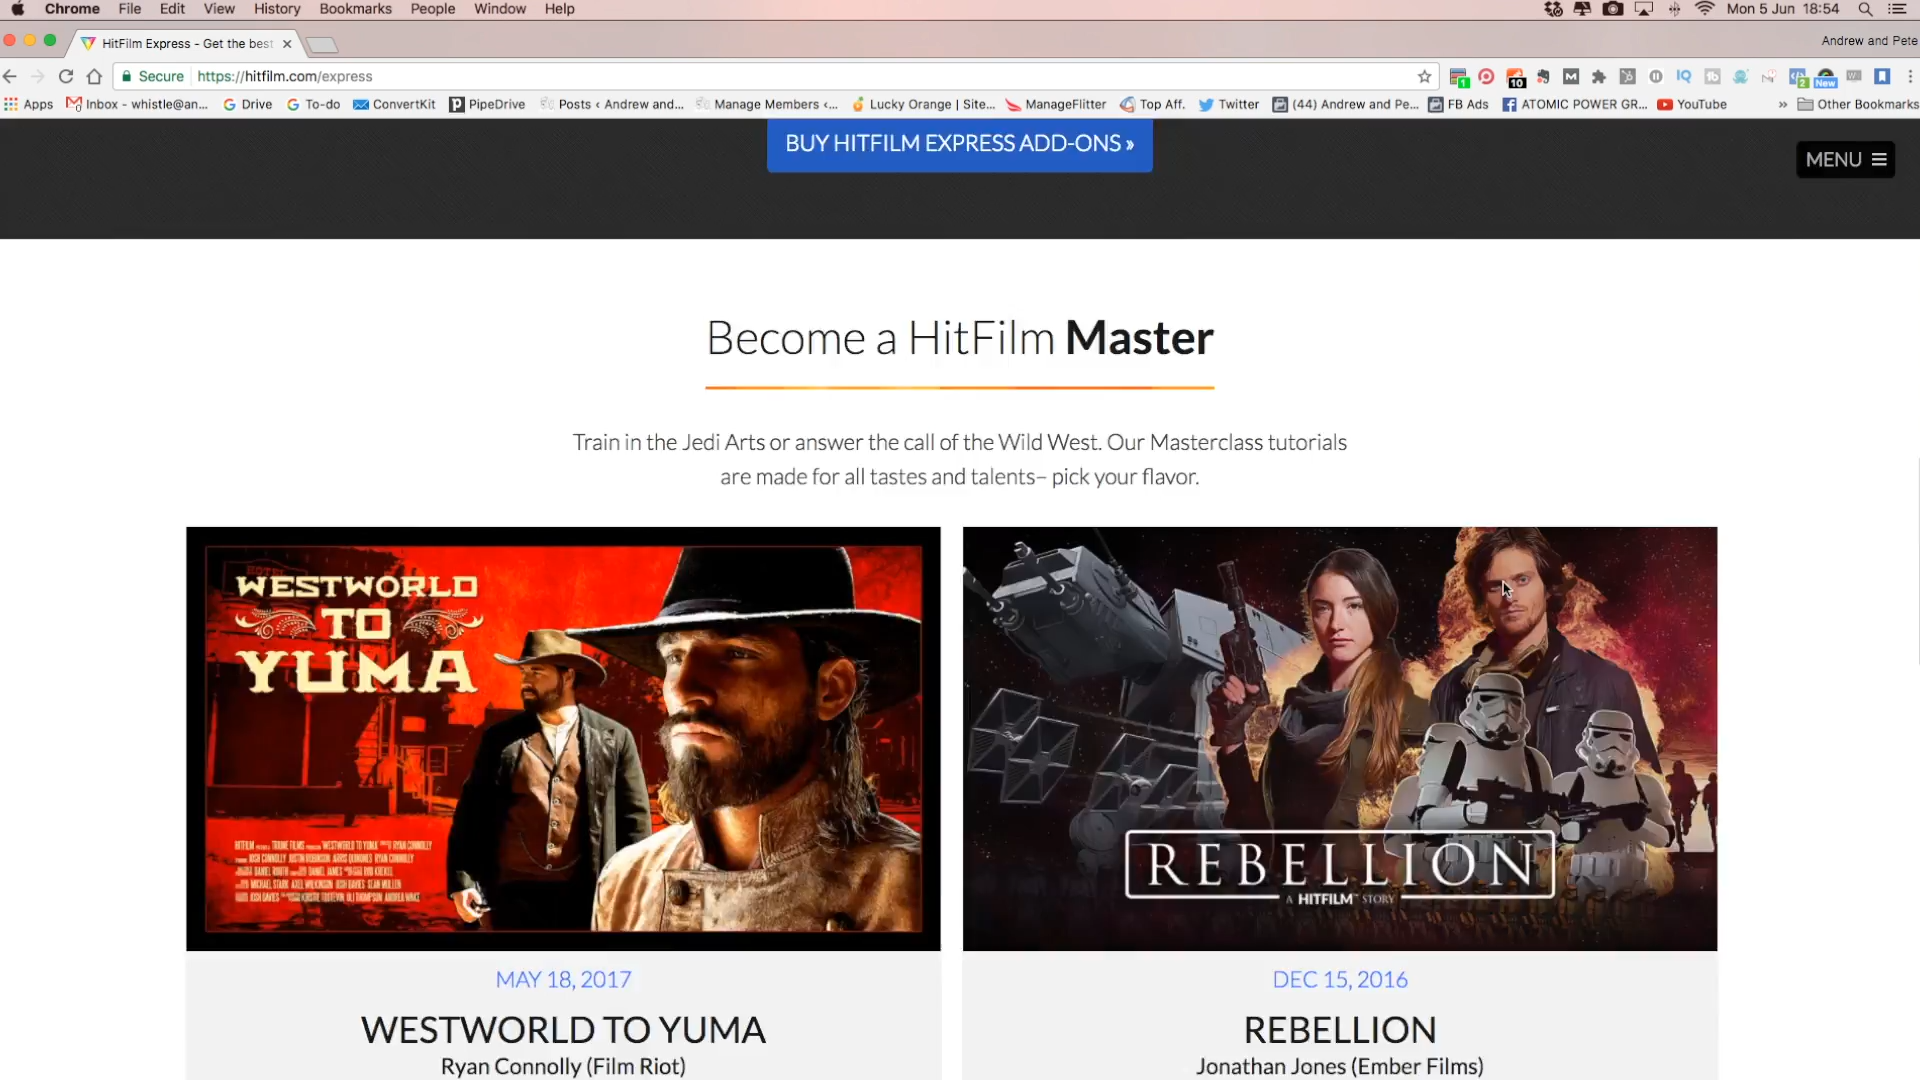 Chrome File Edit View History Bookmarks People Window Help Mon 5 Jun 18:54
HitFilm Express - Get the best Andrew and Pete
Secure https://hitfilm.com/express 1 10 2 New
Apps Inbox - whistle@an... Drive To-do ConvertKit PipeDrive Posts ‹ Andrew and... Manage Members ‹... Lucky Orange | Site... ManageFlitter Top Aff. Twitter (44) Andrew and Pe... FB Ads ATOMIC POWER GR... YouTube » Other Bookmarks
BUY HITFILM EXPRESS ADD-ONS »
MENU
Become a HitFilm Master
Train in the Jedi Arts or answer the call of the Wild West. Our Masterclass tutorials
are made for all tastes and talents– pick your flavor.
WESTWORLD
TO
YUMA
REBELLION
A HITFILM™ STORY
MAY 18, 2017
WESTWORLD TO YUMA
Ryan Connolly (Film Riot)
DEC 15, 2016
REBELLION
Jonathan Jones (Ember Films)